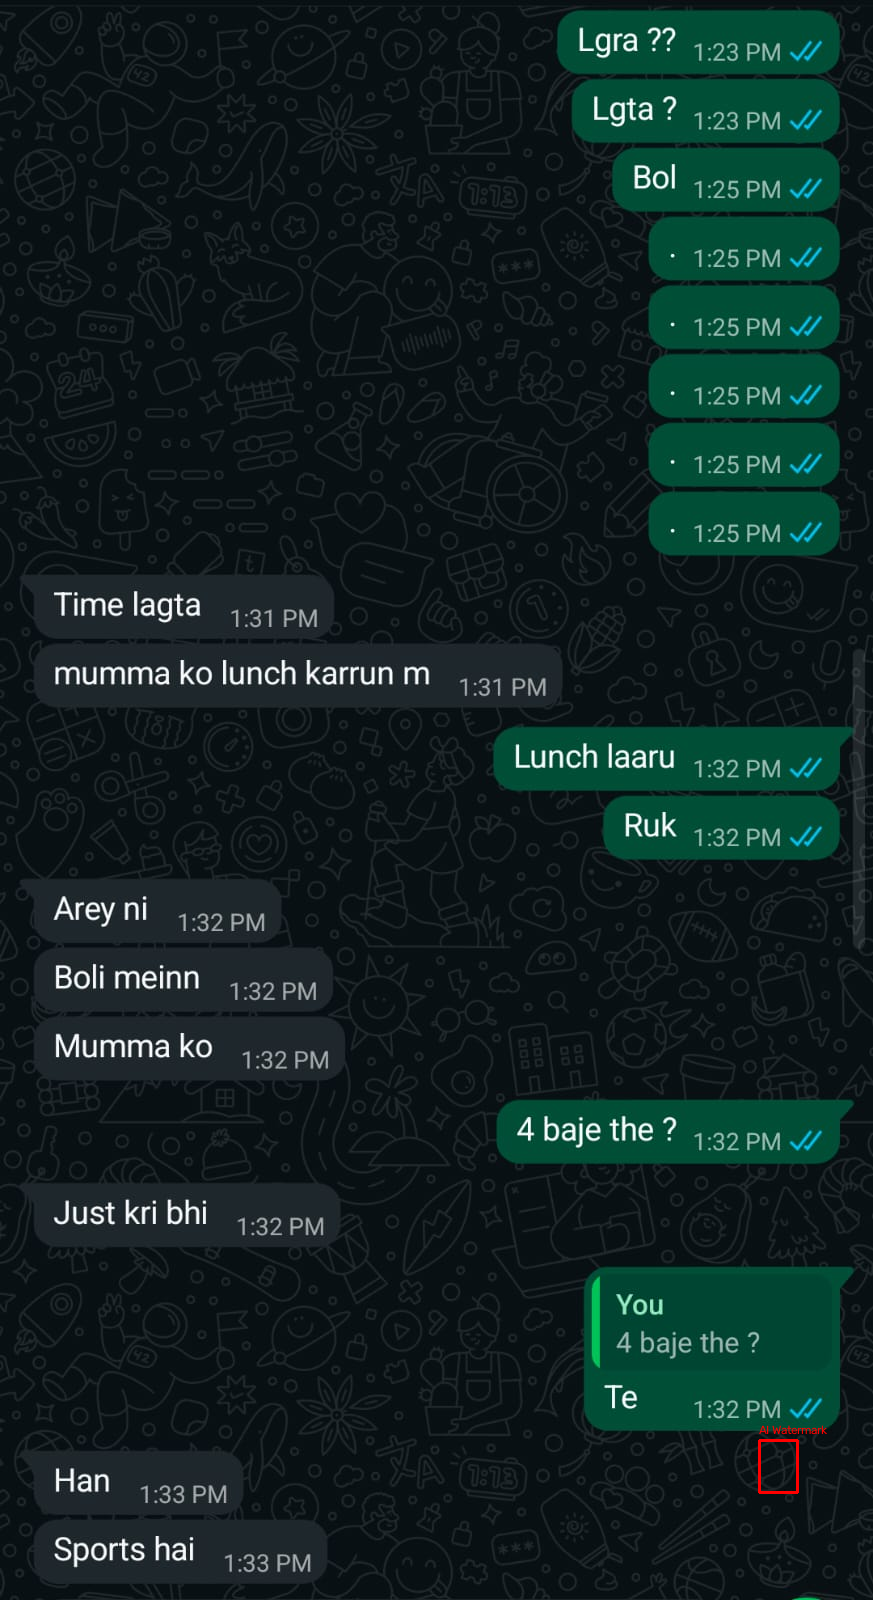 Lgra ?? 1:23 PM
Lgta ? 1:23 PM
Bol 1:25 PM
. 1:25 PM
. 1:25 PM
. 1:25 PM
. 1:25 PM
. 1:25 PM
Time lagta 1:31 PM
mumma ko lunch karrun m 1:31 PM
Lunch laaru 1:32 PM
Ruk 1:32 PM
Arey ni 1:32 PM
Boli meinn 1:32 PM
Mumma ko 1:32 PM
4 baje the ? 1:32 PM
Just kri bhi 1:32 PM
You
4 baje the ?
Te 1:32 PM
Ai Watermark
Han 1:33 PM
Sports hai 1:33 PM